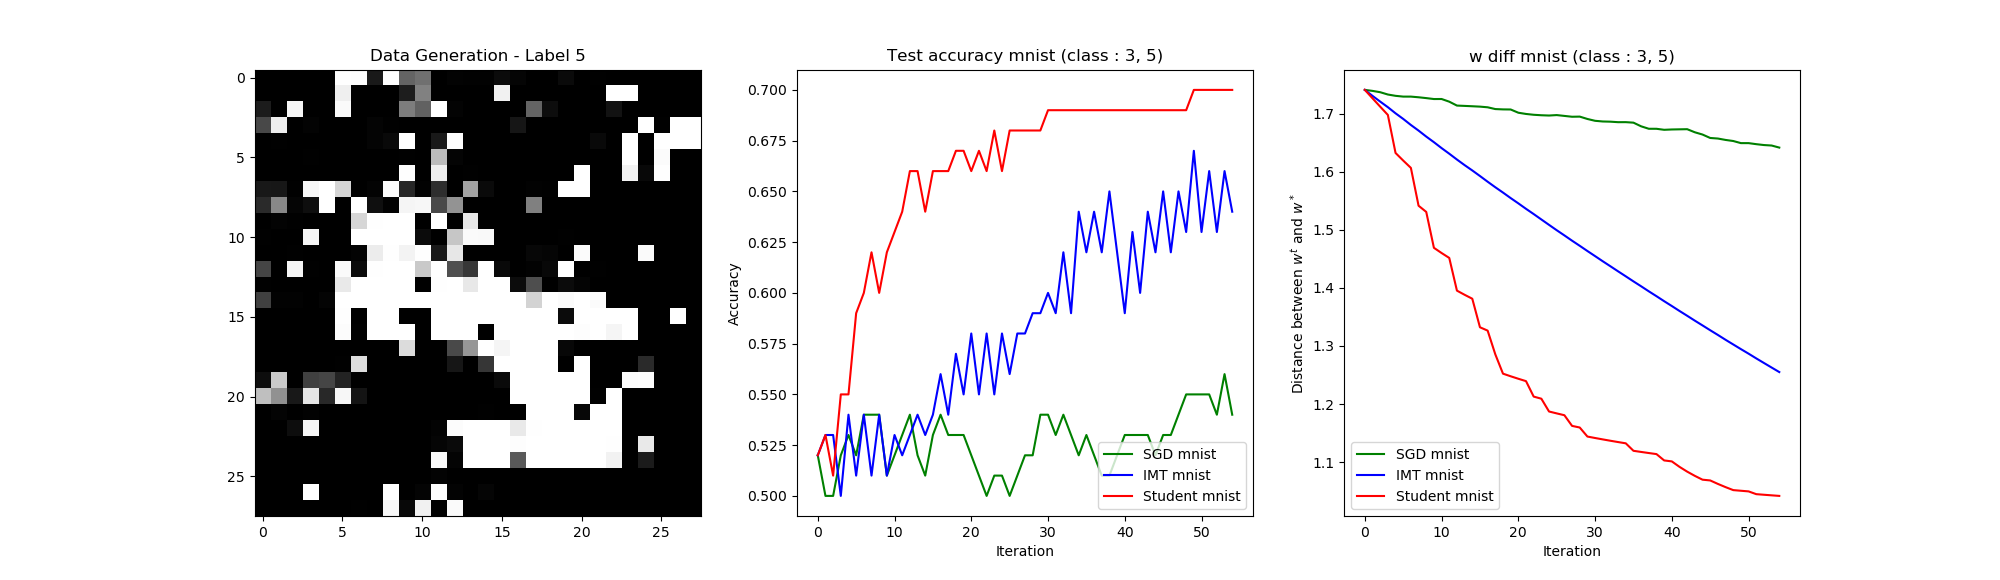 Data Generation - Label 5
0
5
10
15
20
25
0 5 10 15 20 25
Test accuracy mnist (class : 3, 5)
Accuracy
0.700
0.675
0.650
0.625
0.600
0.575
0.550
0.525
0.500
SGD mnist
IMT mnist
Student mnist
0 10 20 30 40 50
Iteration
w diff mnist (class : 3, 5)
Distance between w^t and w^*
1.7
1.6
1.5
1.4
1.3
1.2
1.1
SGD mnist
IMT mnist
Student mnist
0 10 20 30 40 50
Iteration